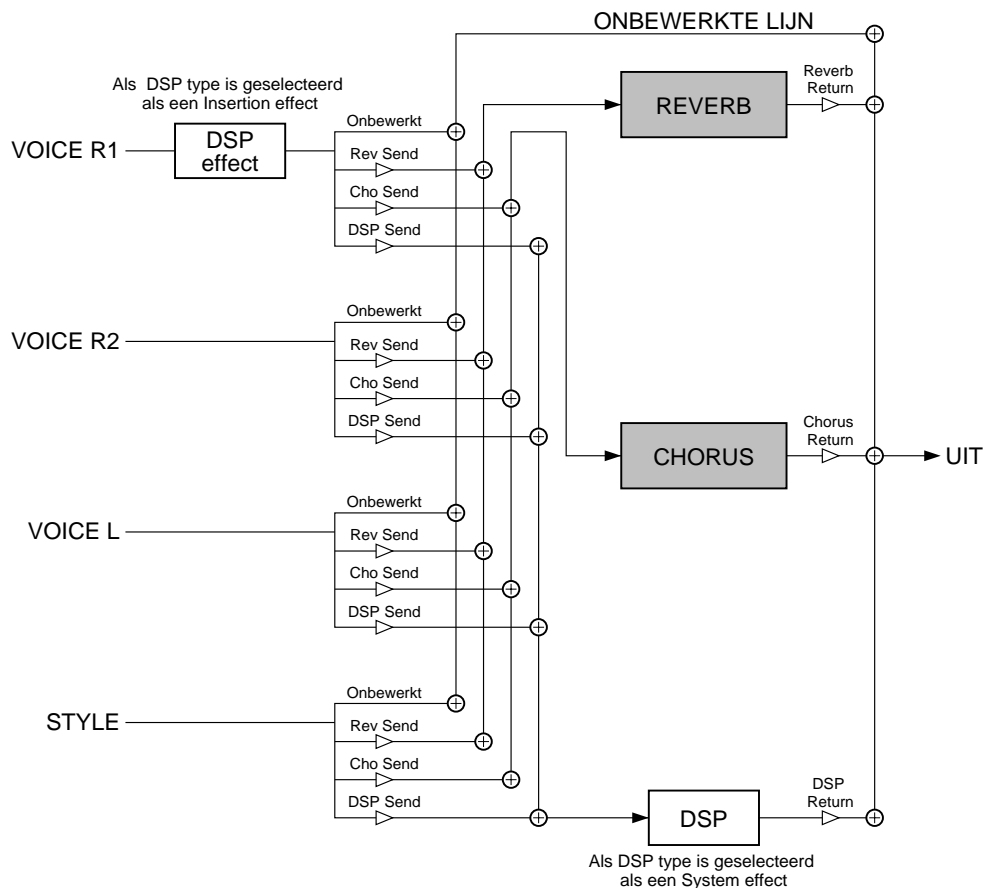 ONBEWERKTE LIJN
Als DSP type is geselecteerd
als een Insertion effect
Reverb
Return
REVERB
Onbewerkt
VOICE R1
DSP
effect
Rev Send
Cho Send
DSP Send
Onbewerkt
VOICE R2
Rev Send
Cho Send
DSP Send
Chorus
Return
CHORUS
UIT
Onbewerkt
VOICE L
Rev Send
Cho Send
DSP Send
Onbewerkt
STYLE
Rev Send
Cho Send
DSP Send
DSP
Return
DSP
Als DSP type is geselecteerd
als een System effect